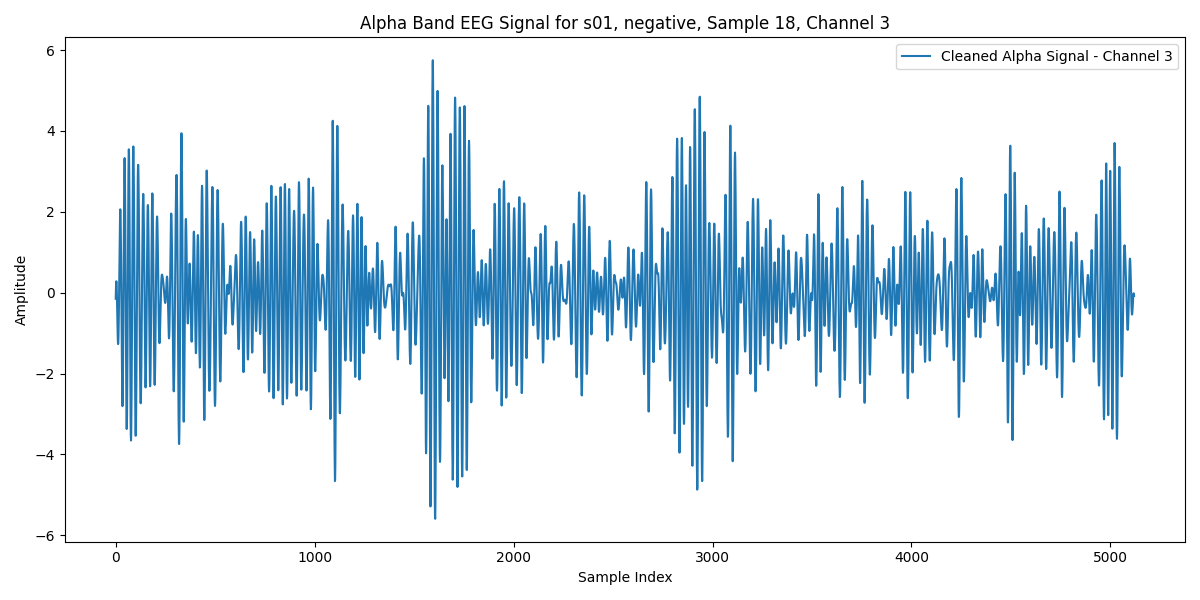 Alpha Band EEG Signal for s01, negative, Sample 18, Channel 3
Cleaned Alpha Signal - Channel 3
Amplitude
6
4
2
0
−2
−4
−6
0 1000 2000 3000 4000 5000
Sample Index